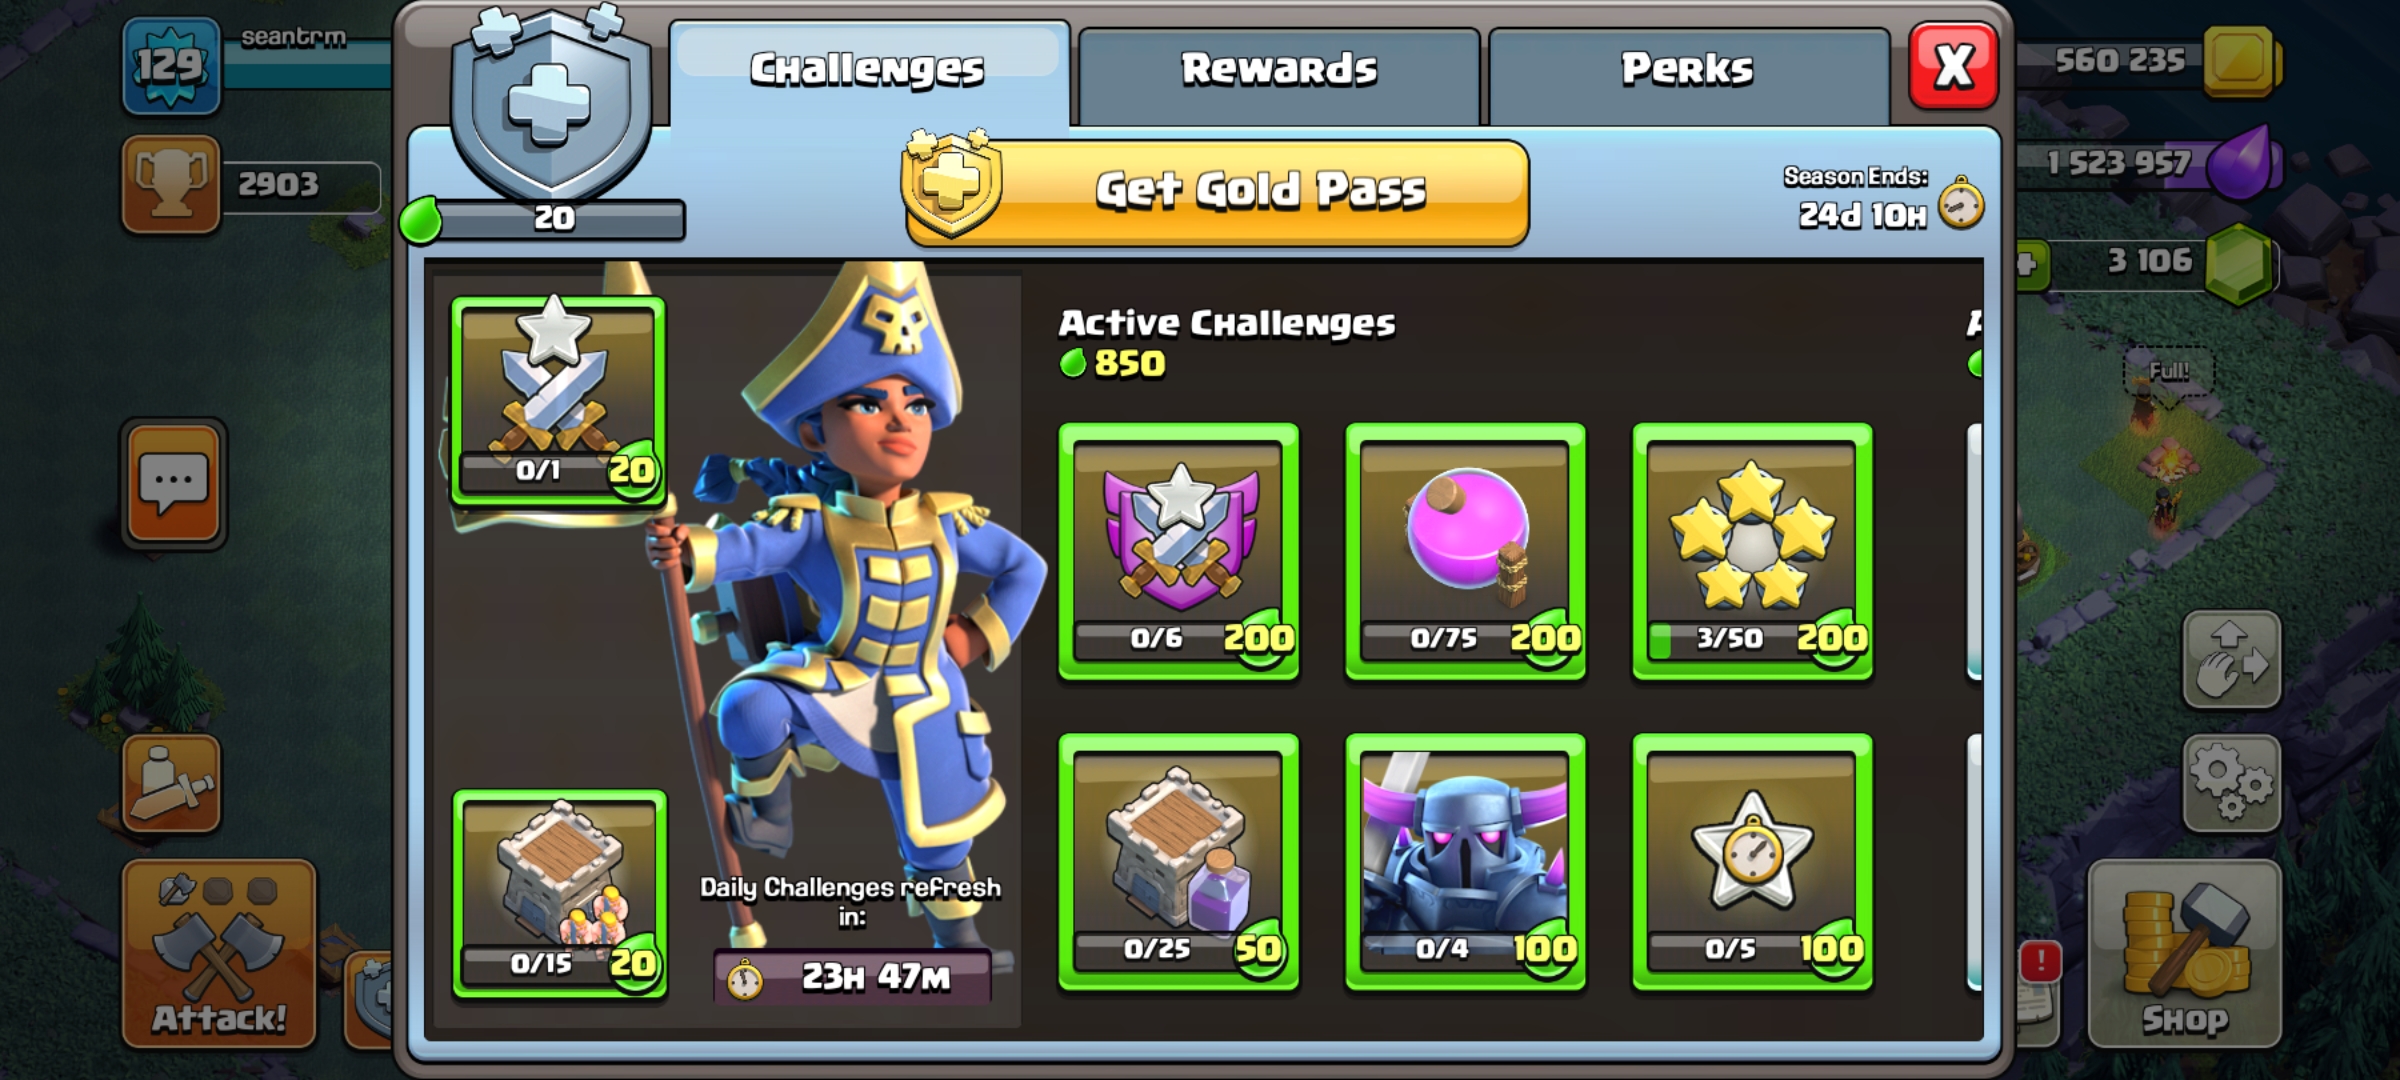 129
seantrm
2903
Challenges
Rewards
Perks
X
560 235
1 523 957
3 106
20
Get Gold Pass
Season Ends:
24d 10H
Active Challenges
850
Full!
0/1
20
0/6
200
0/75
200
3/50
200
0/15
20
Daily Challenges refresh
in:
23H 47M
0/25
50
0/4
100
0/5
100
Attack!
!
Shop